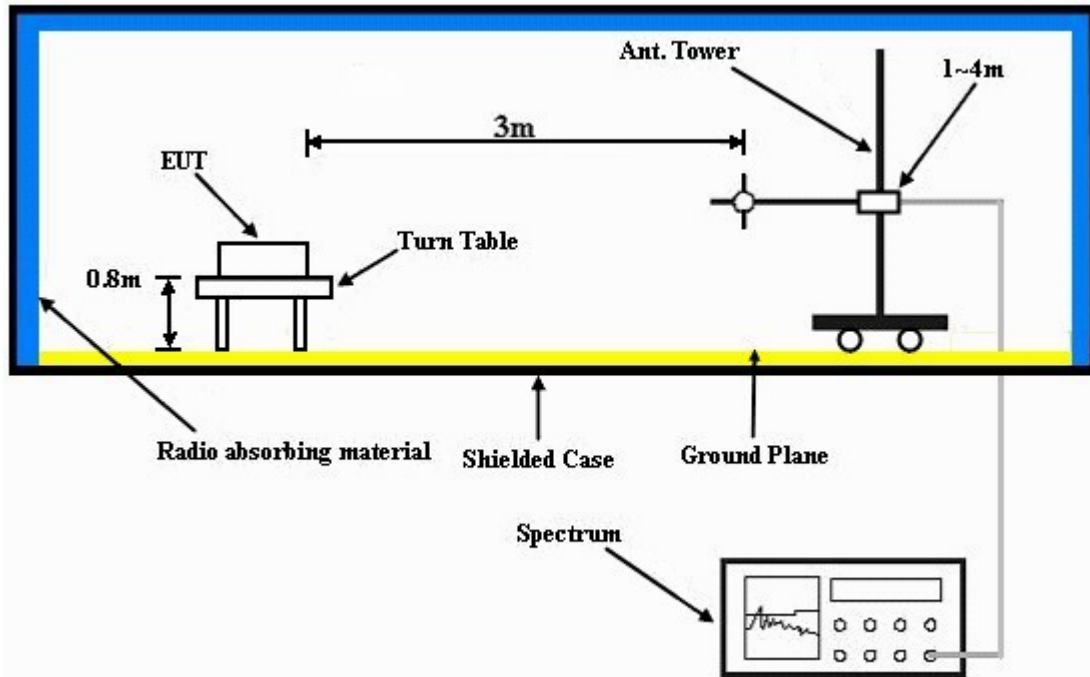 Ant. Tower
1~4m
3m
EUT
Turn Table
0.8m
Radio absorbing material
Shielded Case
Ground Plane
Spectrum